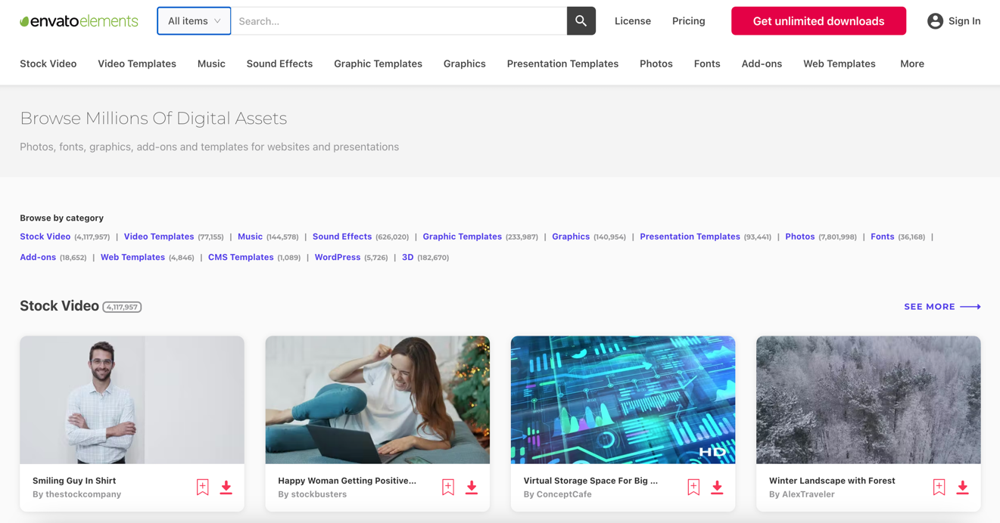 envatoelements All items Search... License Pricing Get unlimited downloads Sign In
Stock Video Video Templates Music Sound Effects Graphic Templates Graphics Presentation Templates Photos Fonts Add-ons Web Templates More
Browse Millions Of Digital Assets
Photos, fonts, graphics, add-ons and templates for websites and presentations
Browse by category
Stock Video (4,117,957) | Video Templates (77,155) | Music (144,578) | Sound Effects (626,020) | Graphic Templates (233,987) | Graphics (140,954) | Presentation Templates (93,441) | Photos (7,801,998) | Fonts (36,168) |
Add-ons (18,652) | Web Templates (4,846) | CMS Templates (1,089) | WordPress (5,726) | 3D (182,670)
Stock Video 4,117,957 SEE MORE
HD
Smiling Guy In Shirt Happy Woman Getting Positive... Virtual Storage Space For Big ... Winter Landscape with Forest
By thestockcompany By stockbusters By ConceptCafe By AlexTraveler